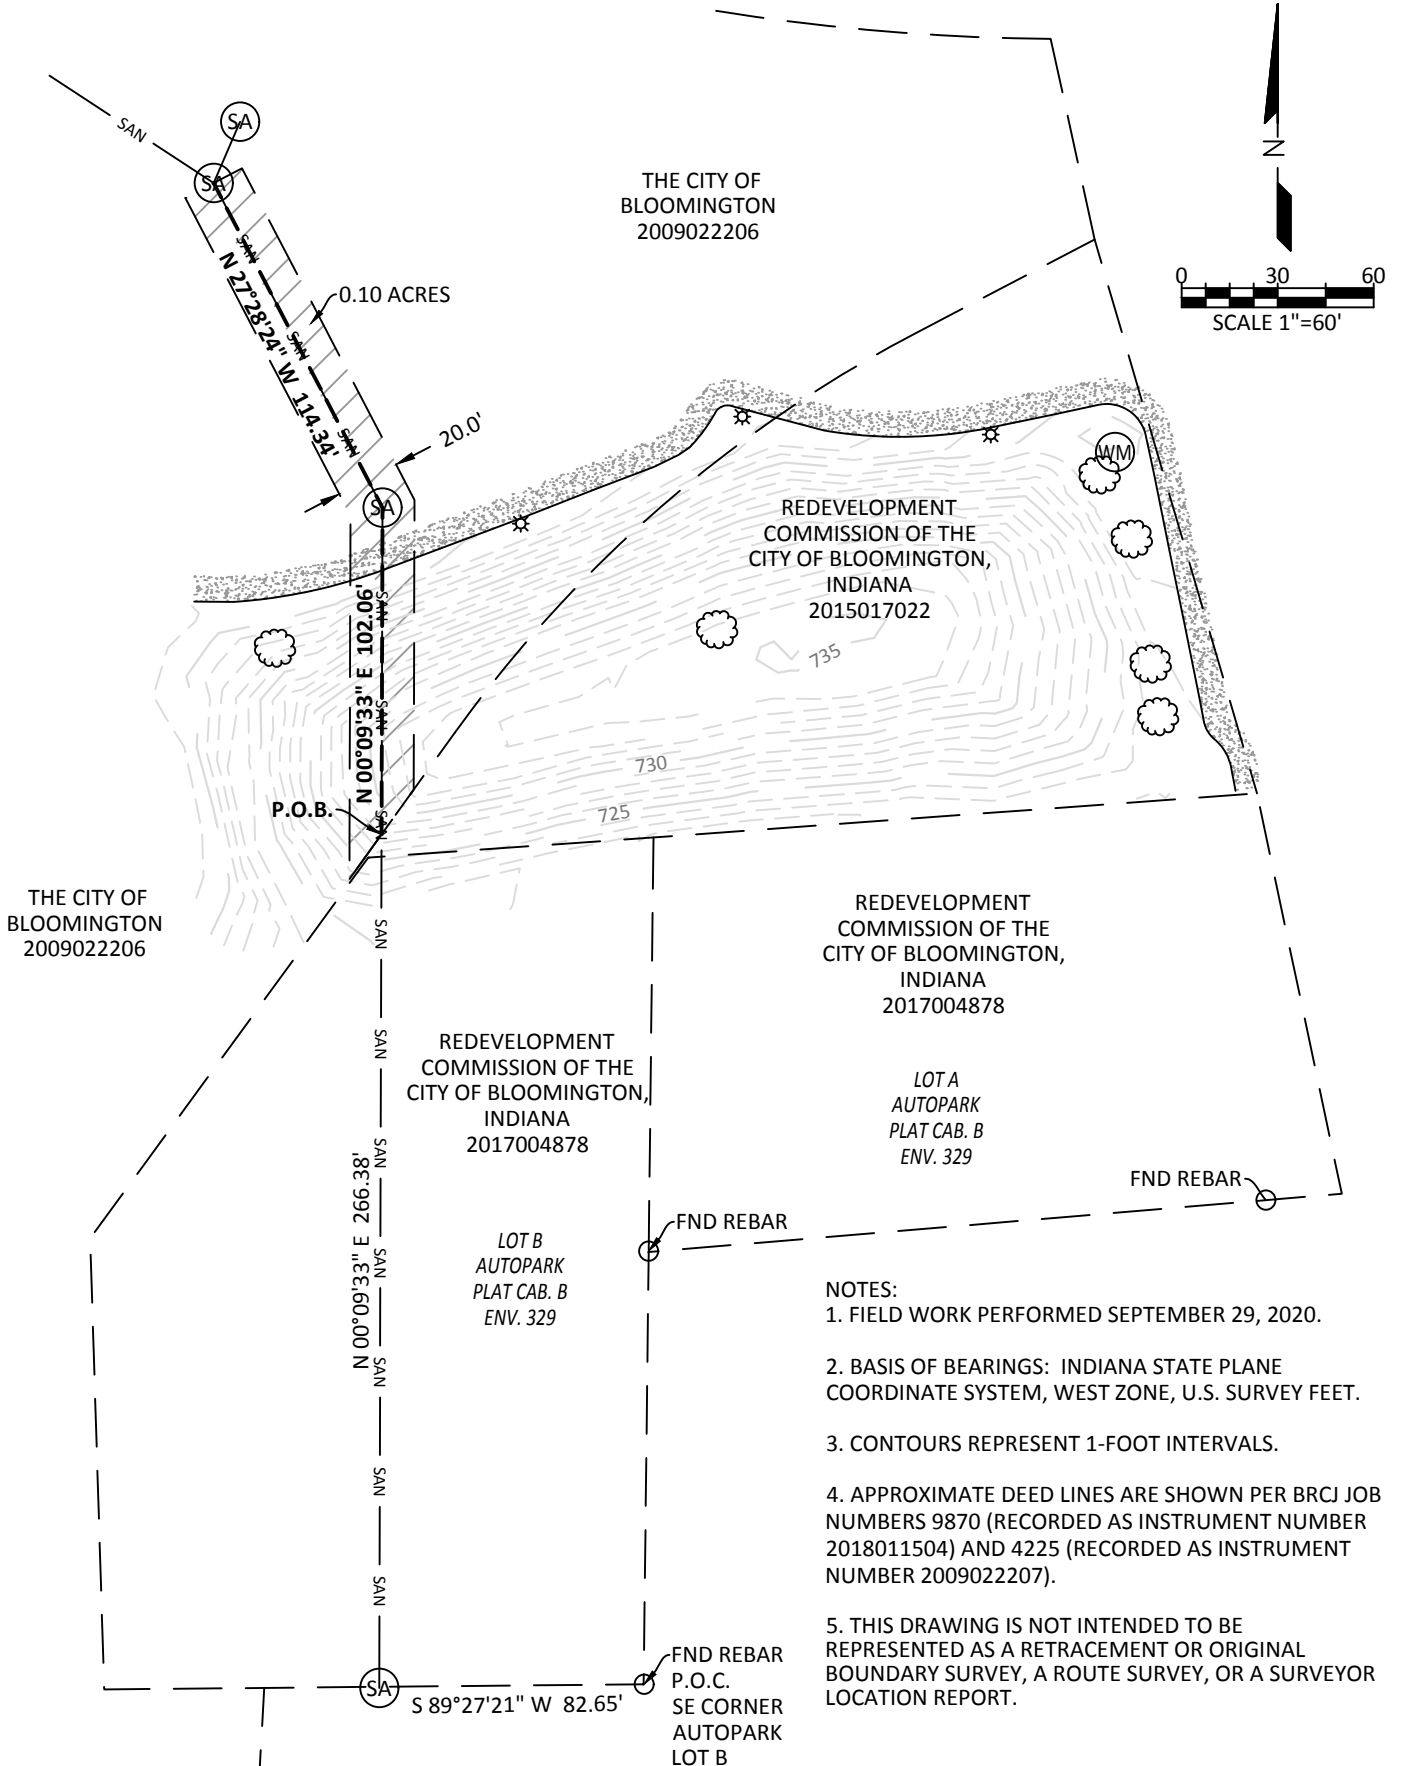 SAN
SA
SA
THE CITY OF
BLOOMINGTON
2009022206
N
0 30 60
SCALE 1"=60'
SAN
N 27°28'24" W 114.34'
0.10 ACRES
SAN
SAN
20.0'
SA
WM
REDEVELOPMENT
COMMISSION OF THE
CITY OF BLOOMINGTON,
INDIANA
2015017022
N 00°09'33" E 102.06'
SAN
SAN
SAN
735
730
725
P.O.B.
THE CITY OF
BLOOMINGTON
2009022206
REDEVELOPMENT
COMMISSION OF THE
CITY OF BLOOMINGTON,
INDIANA
2017004878
SAN
SAN
REDEVELOPMENT
COMMISSION OF THE
CITY OF BLOOMINGTON,
INDIANA
2017004878
LOT A
AUTOPARK
PLAT CAB. B
ENV. 329
FND REBAR
FND REBAR
N 00°09'33" E 266.38'
SAN
SAN
SAN
SAN
SAN
LOT B
AUTOPARK
PLAT CAB. B
ENV. 329
NOTES:
1. FIELD WORK PERFORMED SEPTEMBER 29, 2020.
2. BASIS OF BEARINGS: INDIANA STATE PLANE
COORDINATE SYSTEM, WEST ZONE, U.S. SURVEY FEET.
3. CONTOURS REPRESENT 1-FOOT INTERVALS.
4. APPROXIMATE DEED LINES ARE SHOWN PER BRCJ JOB
NUMBERS 9870 (RECORDED AS INSTRUMENT NUMBER
2018011504) AND 4225 (RECORDED AS INSTRUMENT
NUMBER 2009022207).
5. THIS DRAWING IS NOT INTENDED TO BE
REPRESENTED AS A RETRACEMENT OR ORIGINAL
BOUNDARY SURVEY, A ROUTE SURVEY, OR A SURVEYOR
LOCATION REPORT.
SA
S 89°27'21" W 82.65'
FND REBAR
P.O.C.
SE CORNER
AUTOPARK
LOT B